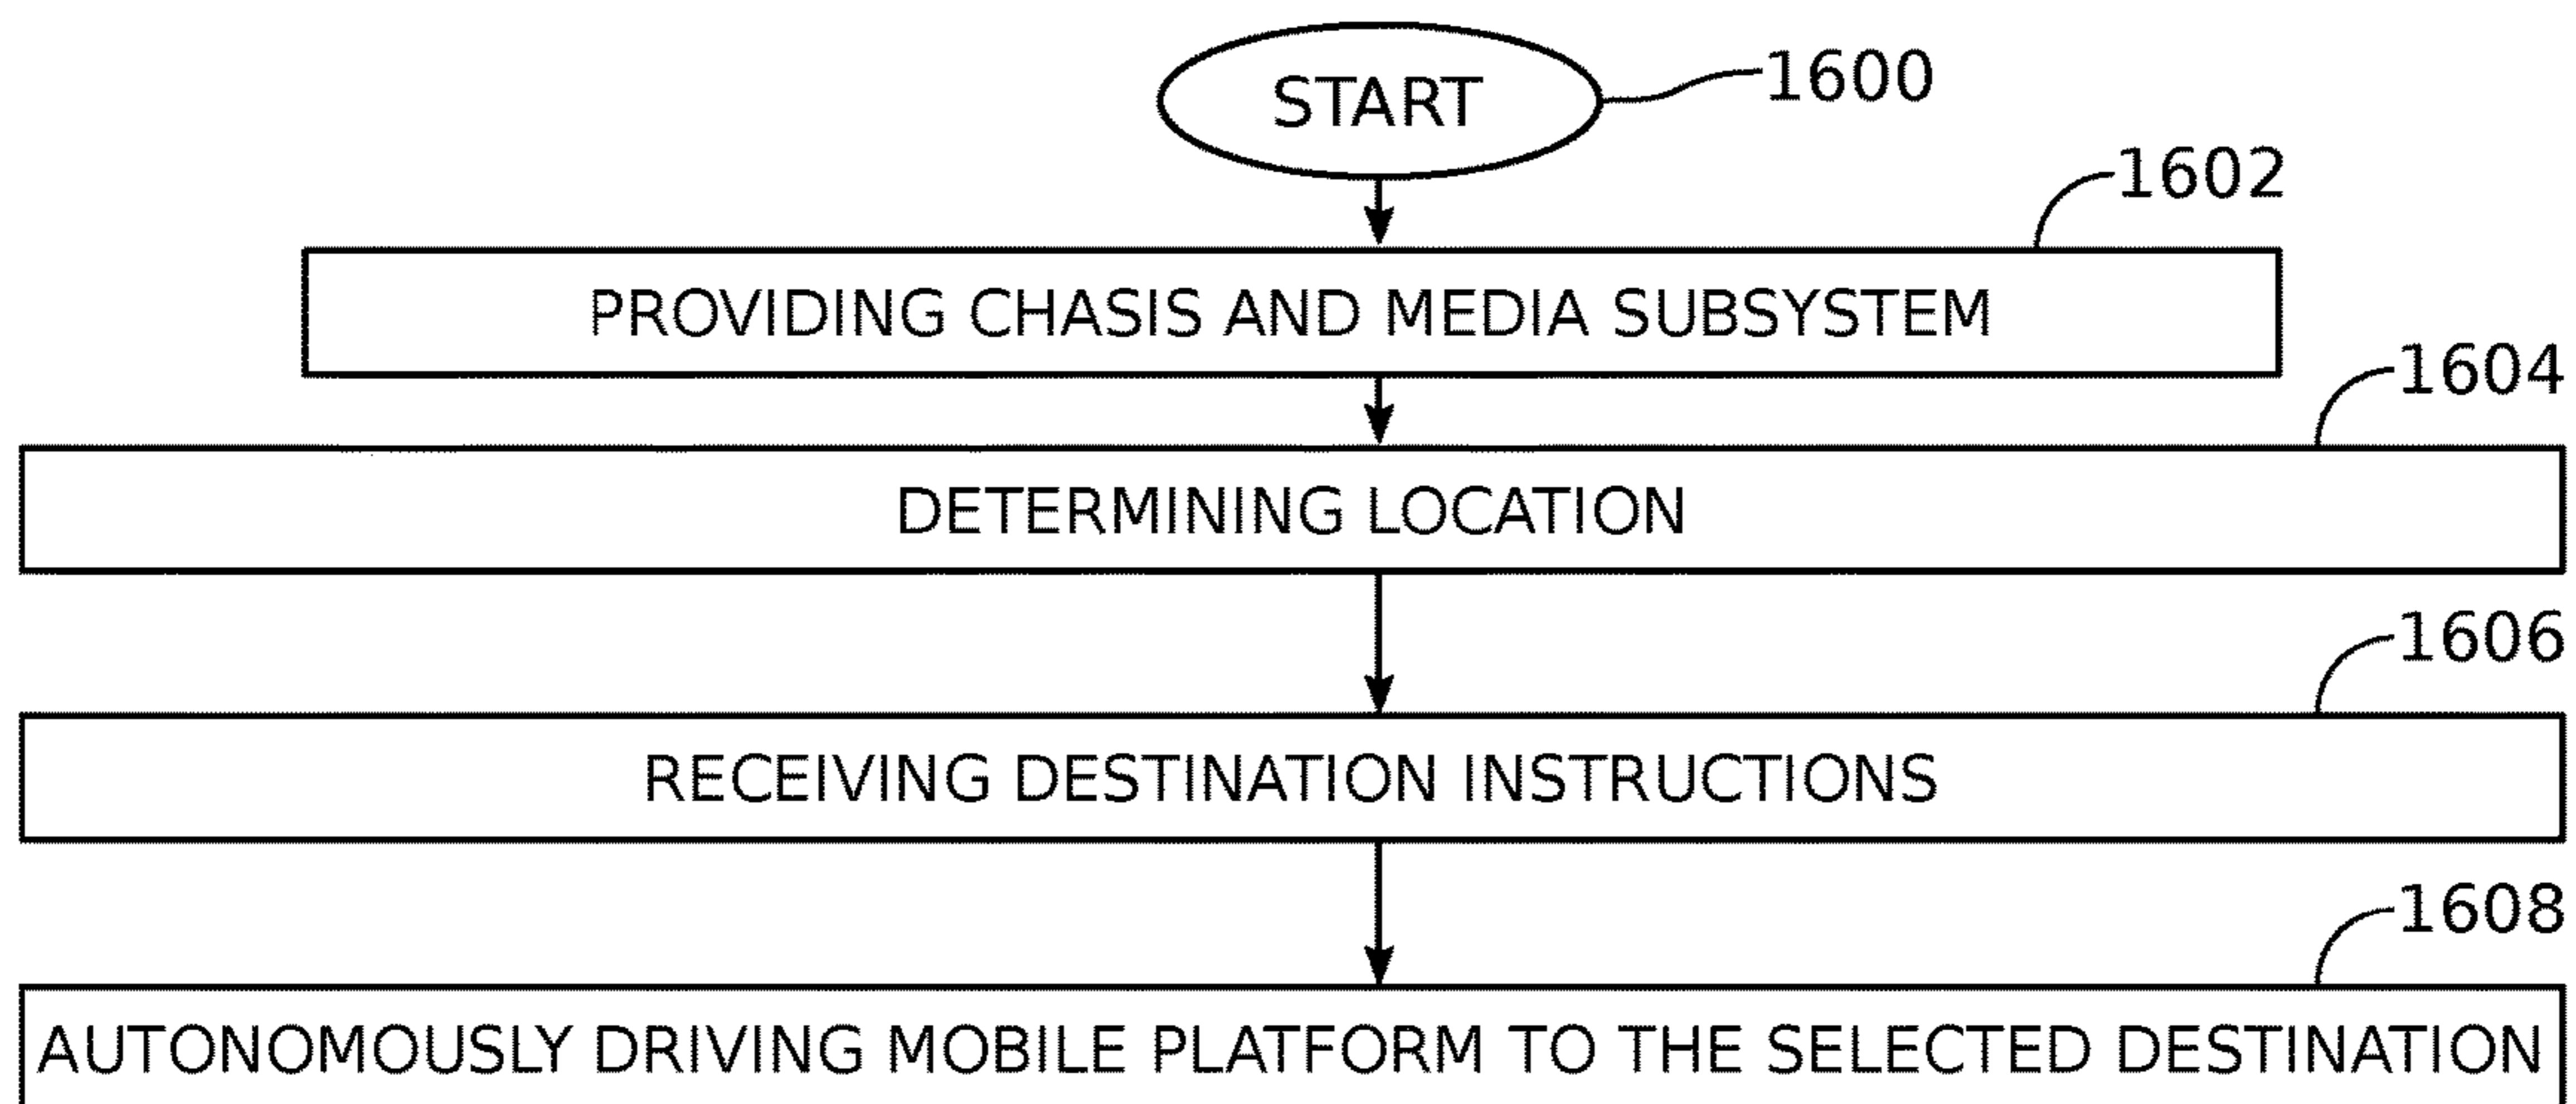 START
1600
1602
PROVIDING CHASIS AND MEDIA SUBSYSTEM
1604
DETERMINING LOCATION
1606
RECEIVING DESTINATION INSTRUCTIONS
1608
AUTONOMOUSLY DRIVING MOBILE PLATFORM TO THE SELECTED DESTINATION